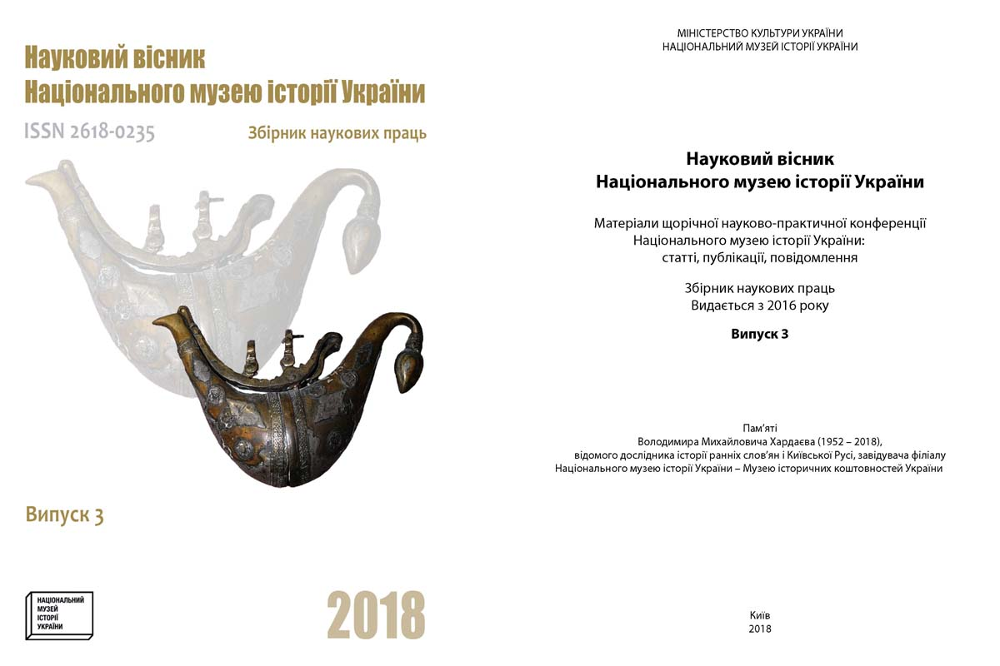 Науковий вісник
Національного музею історії України
ISSN 2618-0235
Збірник наукових праць
Випуск 3
НАЦІОНАЛЬНИЙ
МУЗЕЙ
ІСТОРІЇ
УКРАЇНИ
2018
МІНІСТЕРСТВО КУЛЬТУРИ УКРАЇНИ
НАЦІОНАЛЬНИЙ МУЗЕЙ ІСТОРІЇ УКРАЇНИ
Науковий вісник
Національного музею історії України
Матеріали щорічної науково-практичної конференції
Національного музею історії України:
статті, публікації, повідомлення
Збірник наукових праць
Видається з 2016 року
Випуск 3
Пам’яті
Володимира Михайловича Хардаєва (1952 – 2018),
відомого дослідника історії ранніх слов’ян і Київської Русі, завідувача філіалу
Національного музею історії України – Музею історичних коштовностей України
Київ
2018